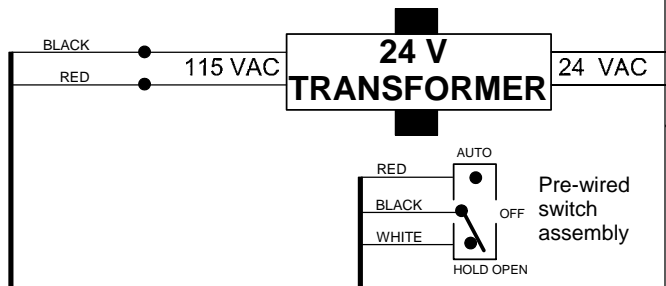 BLACK
RED
115 VAC
24 V
TRANSFORMER
24 VAC
AUTO
RED
BLACK
OFF
WHITE
HOLD OPEN
Pre-wired
switch
assembly